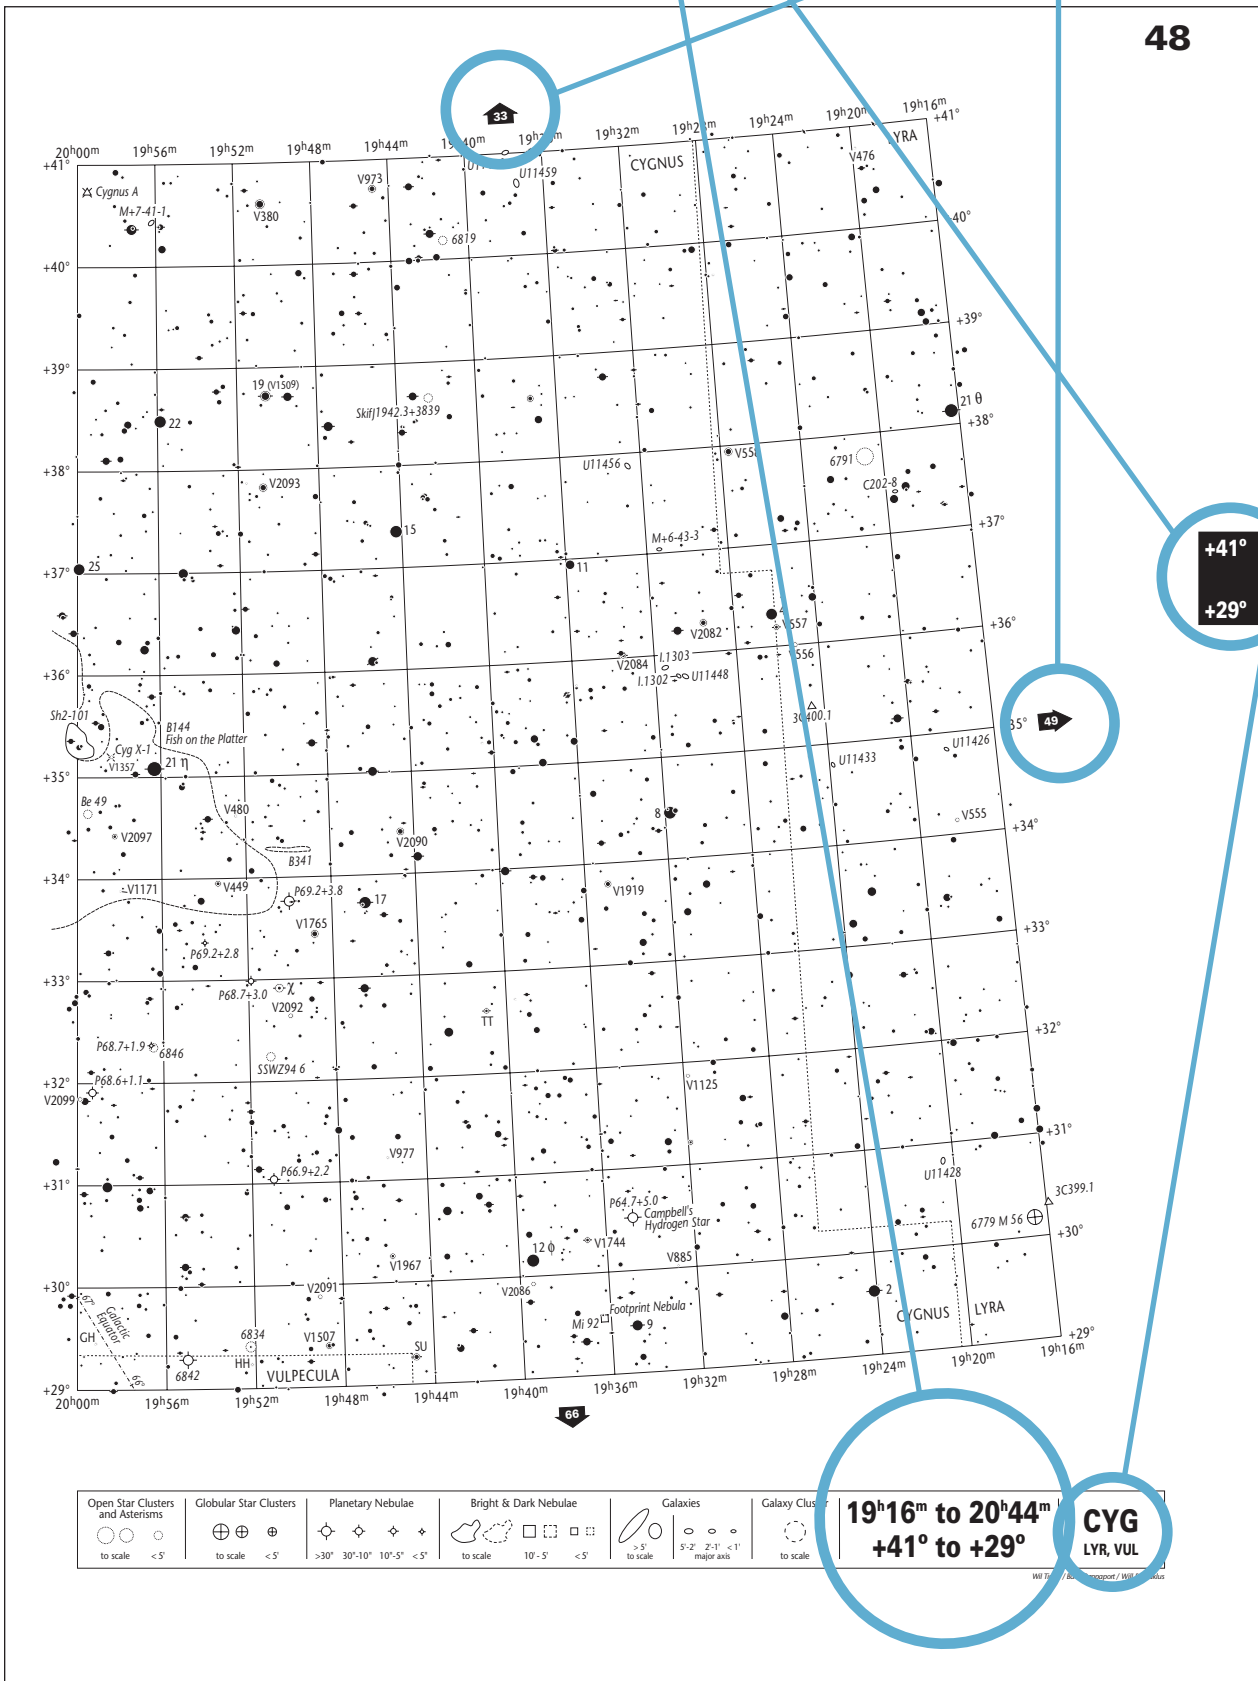 48
33
20h00m 19h56m 19h52m 19h48m 19h44m 19h32m 19h24m 19h20m 19h16m
+41°
+41°
CYGNUS
LYRA
Cygnus A
M+7-41-1
V380
V973
U11459
6819
V476
+40°
40°
+39°
+39°
19 (V1509)
22
Skiff J1942.3+3839
21 θ
+38°
+38°
V2093
U11456
6791
C202-8
15
M+6-43-3
+37°
+37°
25
11
+41°
+29°
V2082
V557
V2084
I.1303
I.1302
U11448
+36°
+36°
Sh2-101
B144
Fish on the Platter
Cyg X-1
V1357
21 η
3C400.1
35°
49
U11426
U11433
+35°
Be 49
V480
V2097
B341
V2090
8
V555
+34°
+34°
V1171
V449
P69.2+3.8
17
V1919
V1765
P69.2+2.8
+33°
+33°
P68.7+3.0
χ
V2092
TT
P68.7+1.9
6846
SSWZ94 6
+32°
+32°
P68.6+1.1
V2099
V1125
V977
+31°
+31°
P66.9+2.2
U11428
3C399.1
P64.7+5.0
Campbell's
Hydrogen Star
6779 M 56
+30°
+30°
12 ϕ
V1744
V885
V1967
V2091
V2086
2
67°
Galactic
Equator
66°
GH
6834
HH
V1507
SU
Mi 92
Footprint Nebula
9
CYGNUS
LYRA
6842
VULPECULA
+29°
+29°
20h00m 19h56m 19h52m 19h48m 19h44m 19h40m 19h36m 19h32m 19h28m 19h24m 19h20m 19h16m
66
Open Star Clusters
and Asterisms
to scale < 5'
Globular Star Clusters
to scale < 5'
Planetary Nebulae
>30" 30"-10" 10"-5" < 5"
Bright & Dark Nebulae
to scale 10'- 5' < 5'
Galaxies
> 5'
to scale
5'-2' 2'-1' < 1'
major axis
Galaxy
to scale
19h16m to 20h44m
+41° to +29°
CYG
LYR, VUL